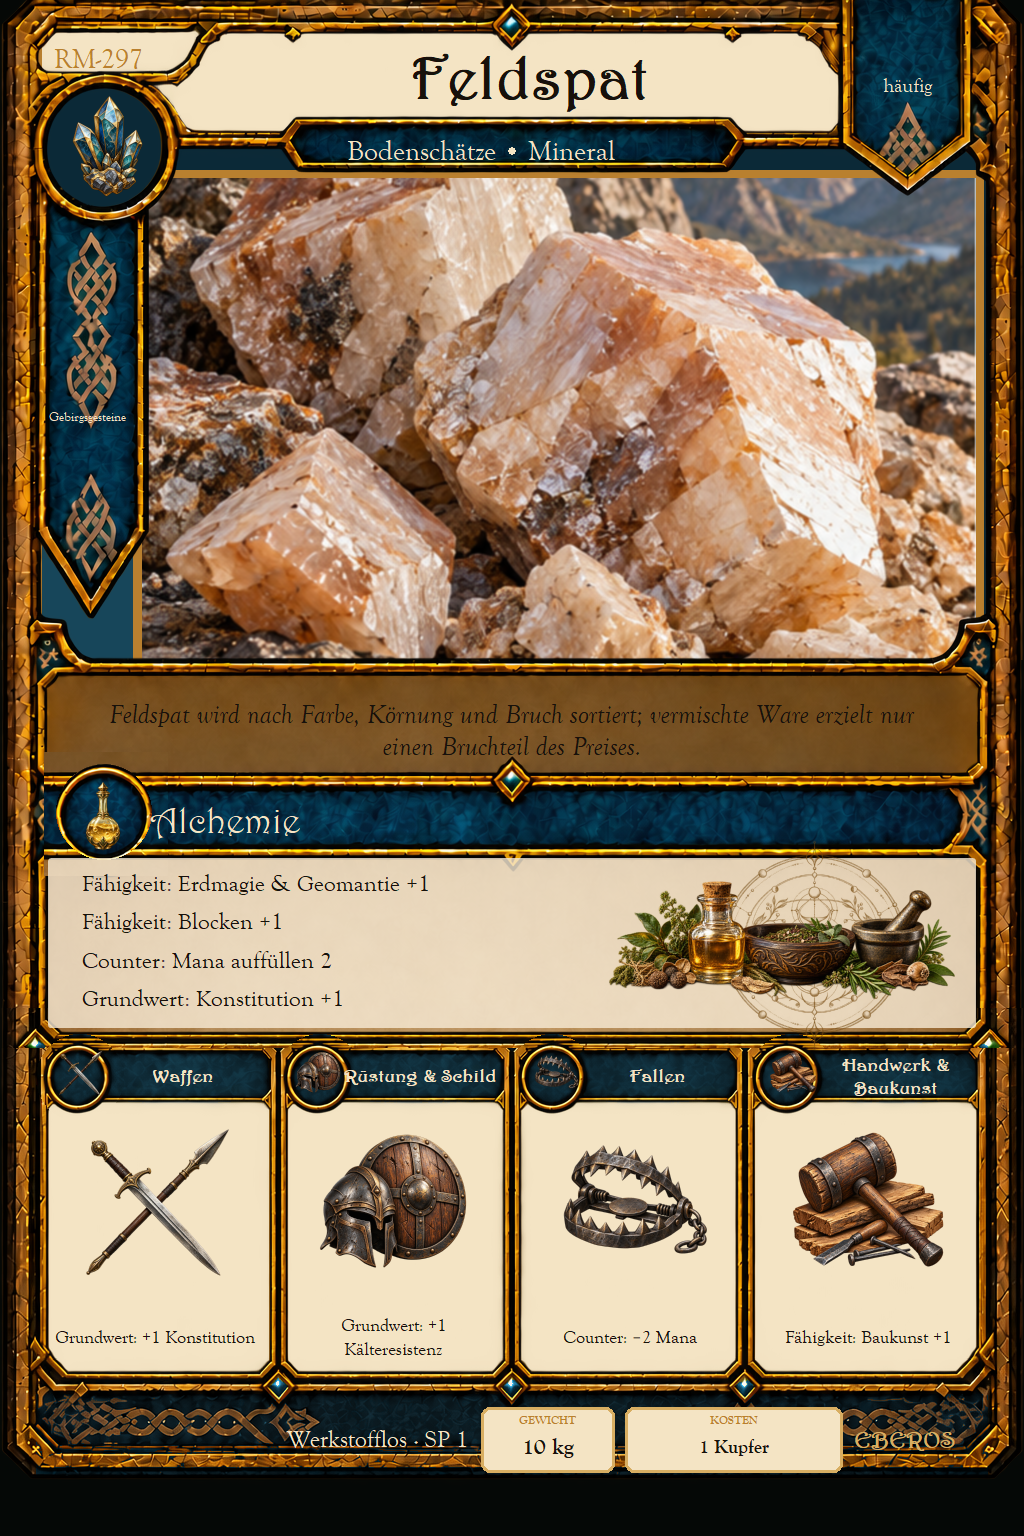 RM-297
Feldspat
häufig
Bodenschätze • Mineral
Gebirgsgesteine
Feldspat wird nach Farbe, Körnung und Bruch sortiert; vermischte Ware erzielt nur
einen Bruchteil des Preises.
Alchemie
Fähigkeit: Erdmagie & Geomantie +1
Fähigkeit: Blocken +1
Counter: Mana auffüllen 2
Grundwert: Konstitution +1
Waffen
Grundwert: +1 Konstitution
Rüstung & Schild
Grundwert: +1
Kälteresistenz
Fallen
Counter: −2 Mana
Handwerk &
Baukunst
Fähigkeit: Baukunst +1
Werkstofflos · SP 1
GEWICHT
10 kg
KOSTEN
1 Kupfer
EBEROS